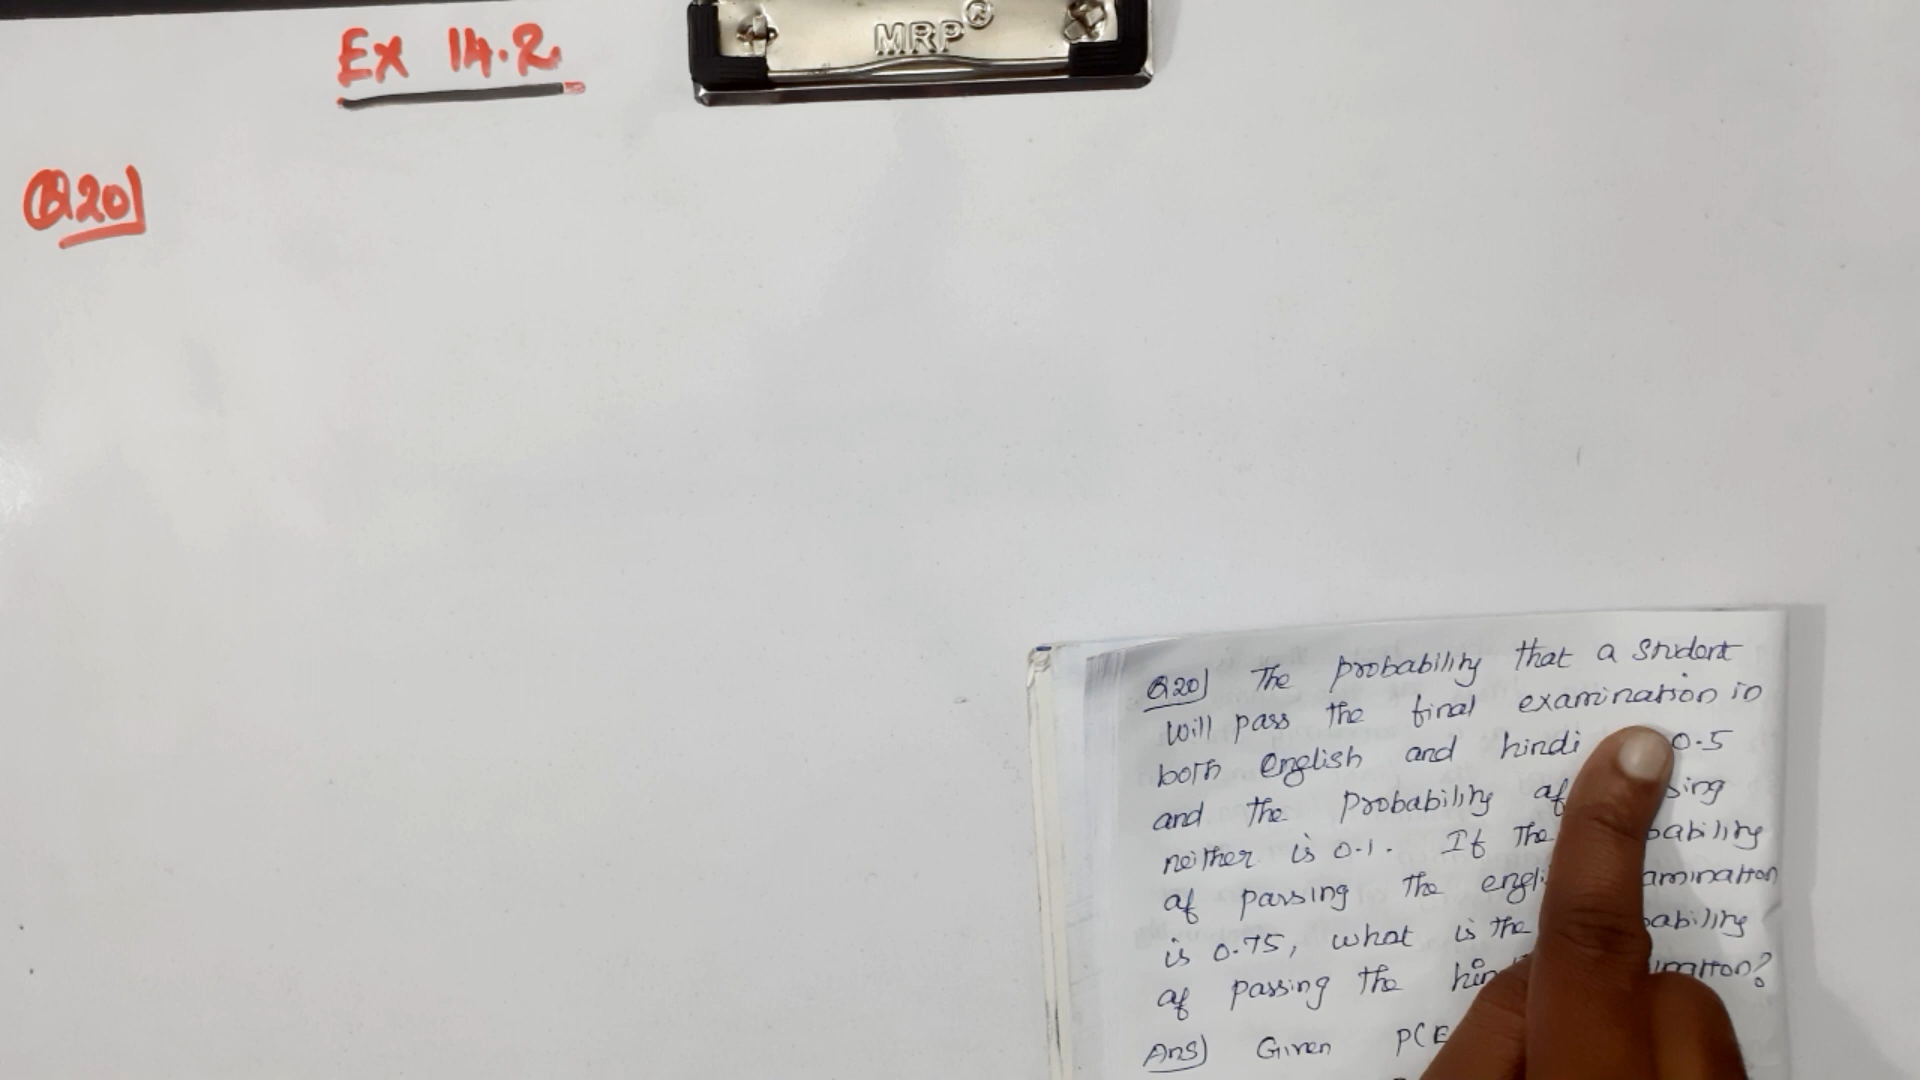 Ex 14.2
MRP®
Q20)
Q20) The probability that a student
will pass the final examination in
both english and hindi 0.5
and the probability of
neither is 0.1. If the
of passing the
is 0.75, what is the
of passing the
Ans) Given P(E